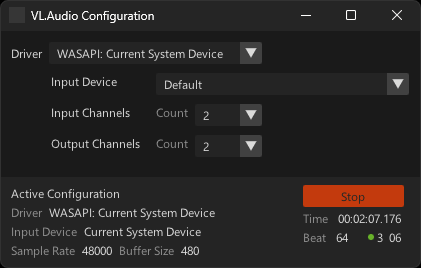 VL.Audio Configuration
Driver WASAPI: Current System Device
Input Device Default
Input Channels Count 2
Output Channels Count 2
Active Configuration Stop
Driver WASAPI: Current System Device Time 00:02:07.176
Input Device Current System Device Beat 64 3 06
Sample Rate 48000 Buffer Size 480